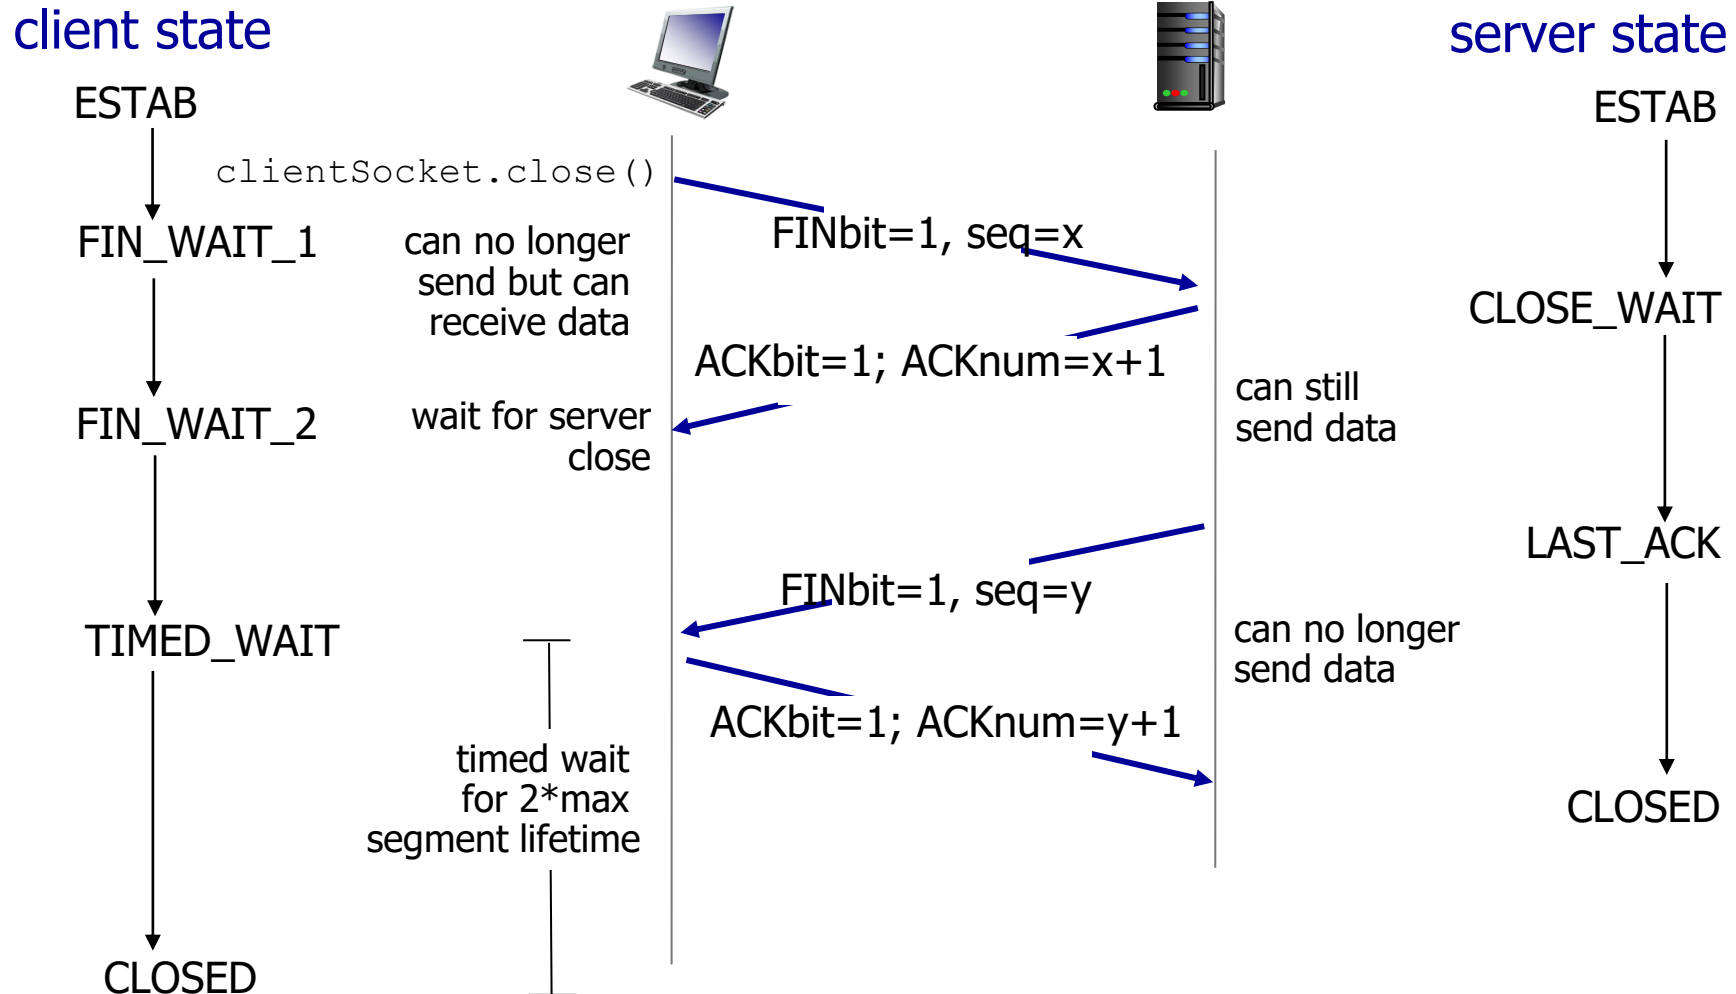 client state
server state
ESTAB
ESTAB
clientSocket.close()
FIN_WAIT_1
can no longer
send but can
receive data
FINbit=1, seq=x
CLOSE_WAIT
ACKbit=1; ACKnum=x+1
FIN_WAIT_2
wait for server
close
can still
send data
LAST_ACK
FINbit=1, seq=y
TIMED_WAIT
can no longer
send data
ACKbit=1; ACKnum=y+1
timed wait
for 2*max
segment lifetime
CLOSED
CLOSED